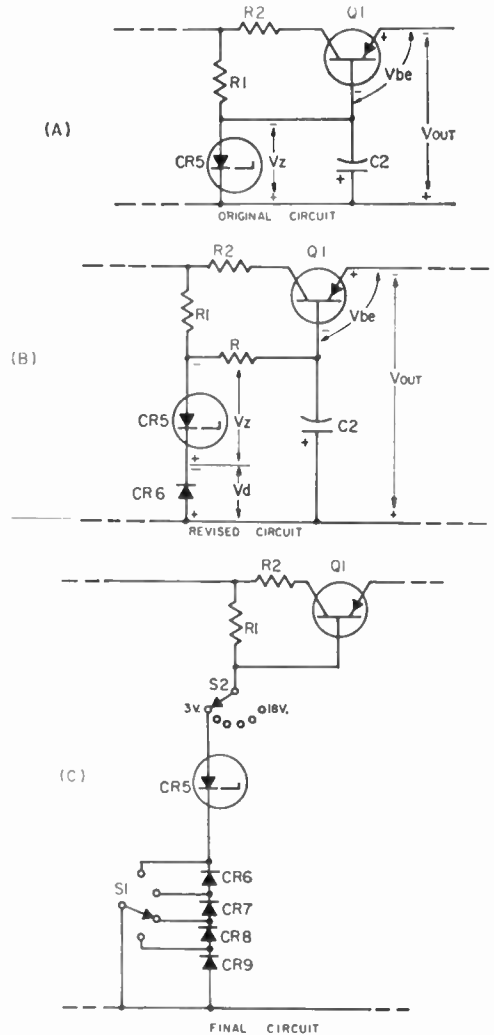 R2
Q1
R1
Vbe
(A)
VOUT
CR5
Vz
C2
ORIGINAL CIRCUIT
R2
Q1
R1
Vbe
(B)
R
VOUT
CR5
Vz
C2
CR6
Vd
REVISED CIRCUIT
R2
Q1
R1
S2
3V.
18V.
(C)
CR5
S1
CR6
CR7
CR8
CR9
FINAL CIRCUIT